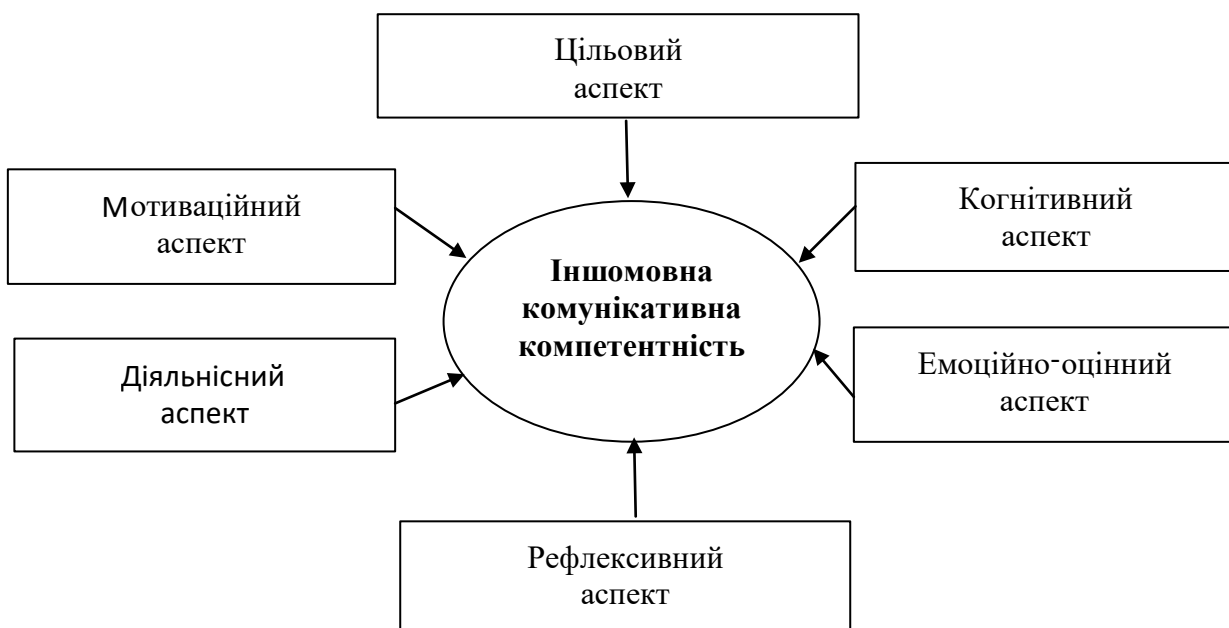 Цільовий
аспект
Мотиваційний
аспект
Когнітивний
аспект
Іншомовна
комунікативна
компетентність
Діяльнісний
аспект
Емоційно-оцінний
аспект
Рефлексивний
аспект